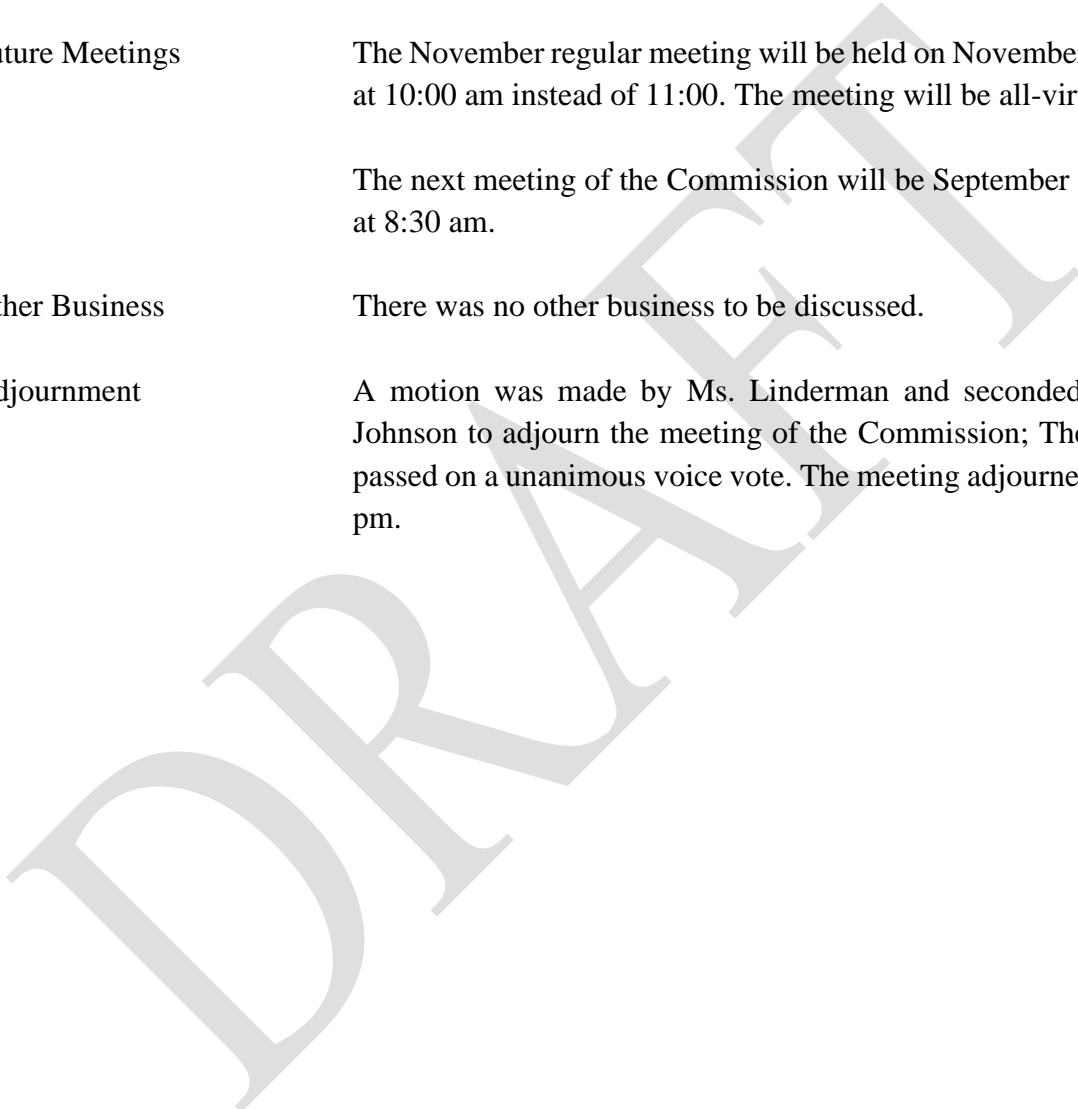 uture Meetings The November regular meeting will be held on November
at 10:00 am instead of 11:00. The meeting will be all-vir
The next meeting of the Commission will be September
at 8:30 am.
ther Business There was no other business to be discussed.
djournment A motion was made by Ms. Linderman and seconded
Johnson to adjourn the meeting of the Commission; The
passed on a unanimous voice vote. The meeting adjourne
pm.
DRAFT